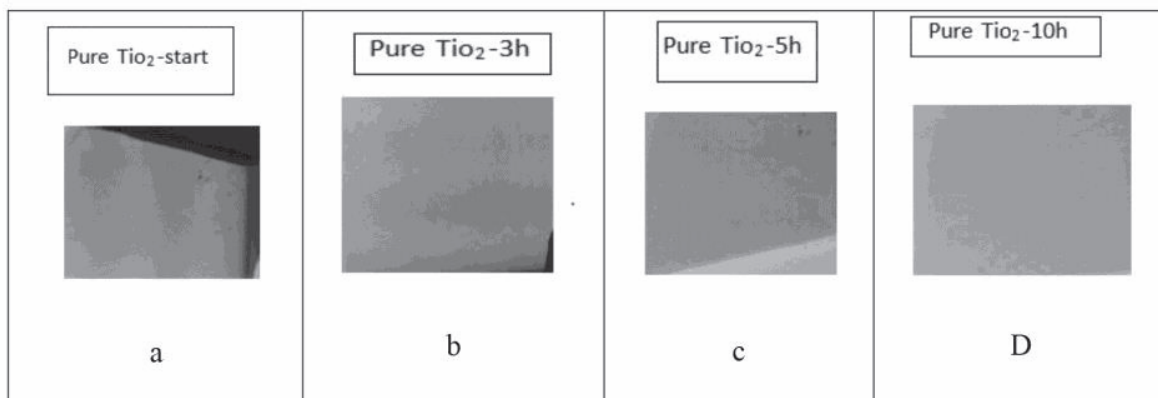 Pure Tio₂-start
Pure Tio₂-3h
Pure Tio₂-5h
Pure Tio₂-10h
a
b
c
D